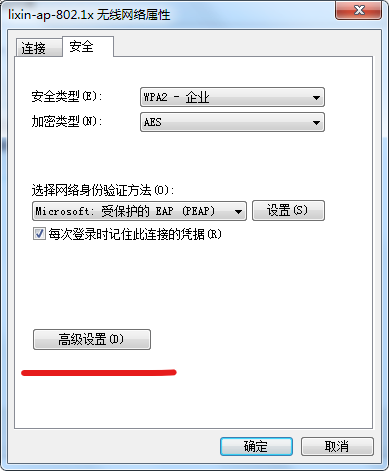 lixin-ap-802.1x 无线网络属性
连接 安全
安全类型(E): WPA2 - 企业
加密类型(N): AES
选择网络身份验证方法(O):
Microsoft: 受保护的 EAP (PEAP) 设置(S)
每次登录时记住此连接的凭据(R)
高级设置(D)
确定 取消